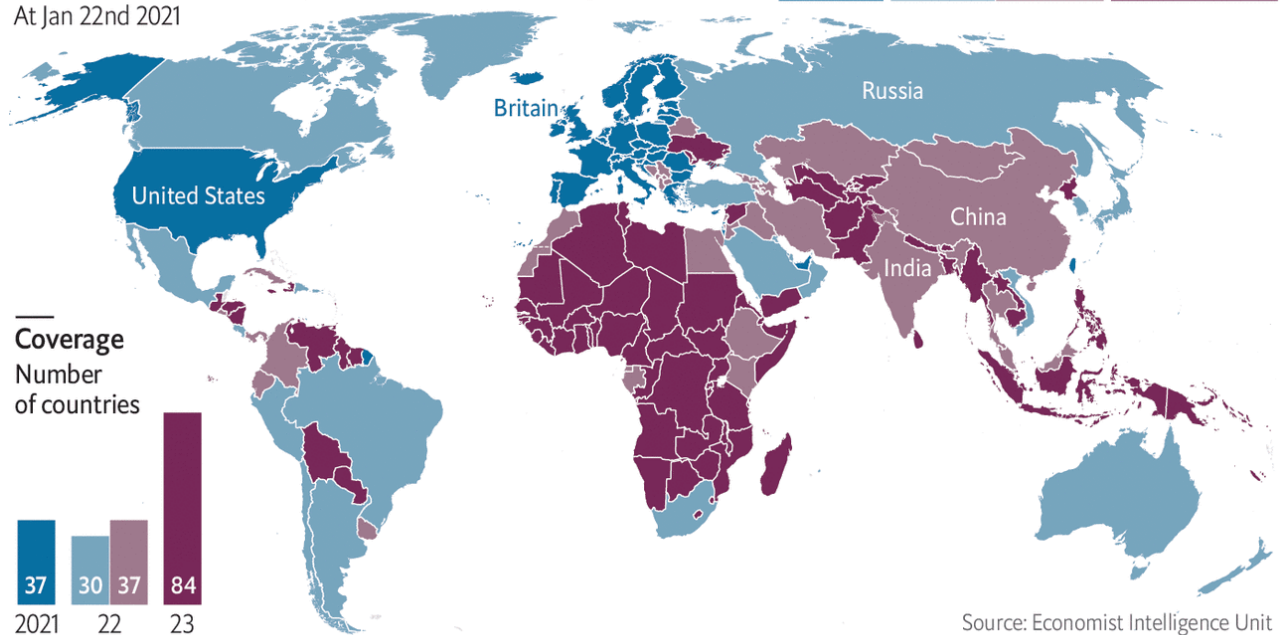 At Jan 22nd 2021
Russia
Britain
United States
China
India
Coverage
Number
of countries
37
30
37
84
2021
22
23
Source: Economist Intelligence Unit